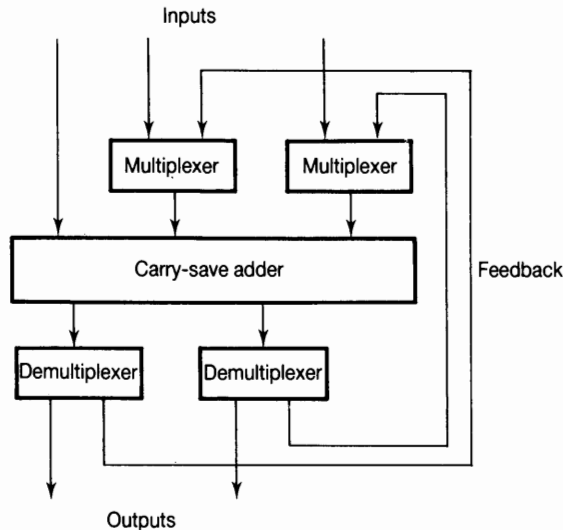 Inputs
Multiplexer
Multiplexer
Carry-save adder
Feedback
Demultiplexer
Demultiplexer
Outputs